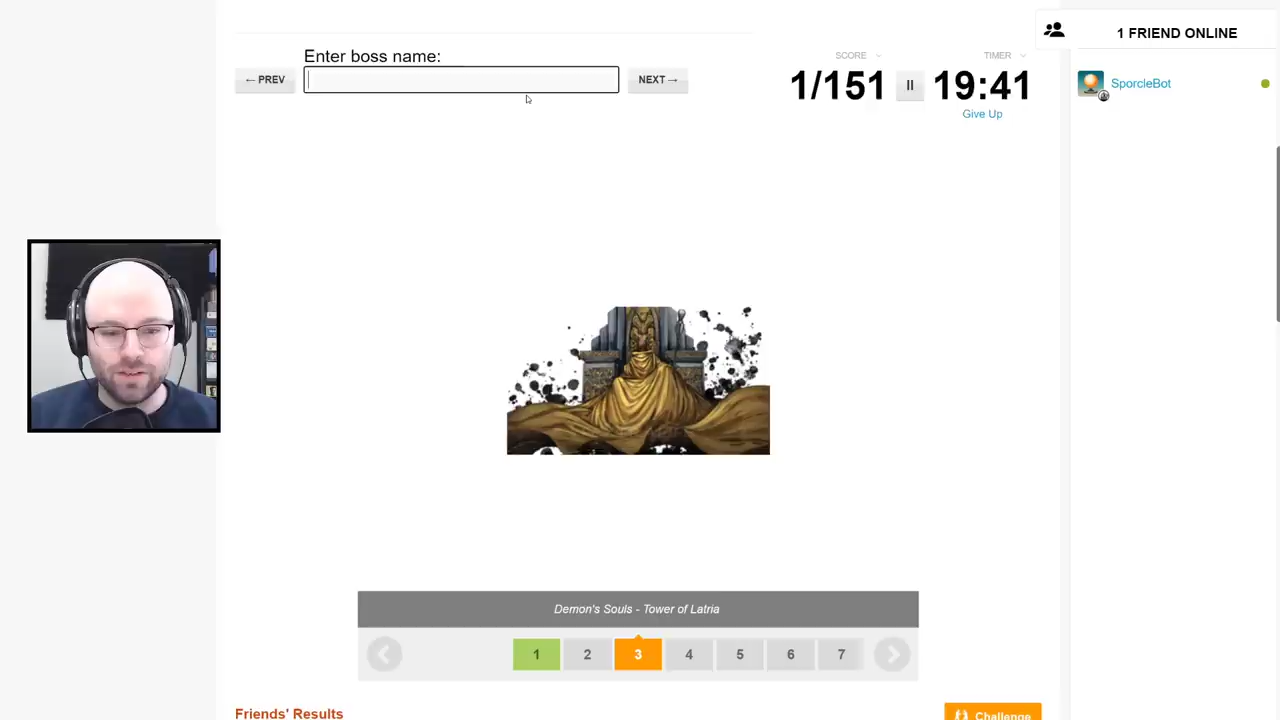 1 FRIEND ONLINE
Enter boss name:
← PREV
NEXT →
SCORE
1/151
TIMER
19:41
Give Up
SporcleBot
Demon's Souls - Tower of Latria
1 2 3 4 5 6 7
Friends' Results
Challenge